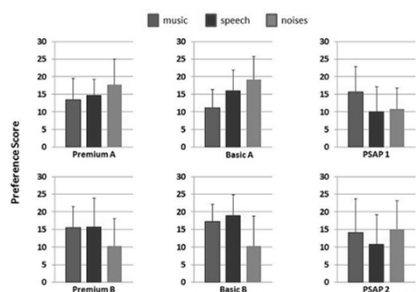 music speech noises
Preference Score
30 30 30
25 25 25
20 20 20
15 15 15
10 10 10
5 5 5
0 0 0
Premium A Basic A PSAP 1
30 30 30
25 25 25
20 20 20
15 15 15
10 10 10
5 5 5
0 0 0
Premium B Basic B PSAP 2